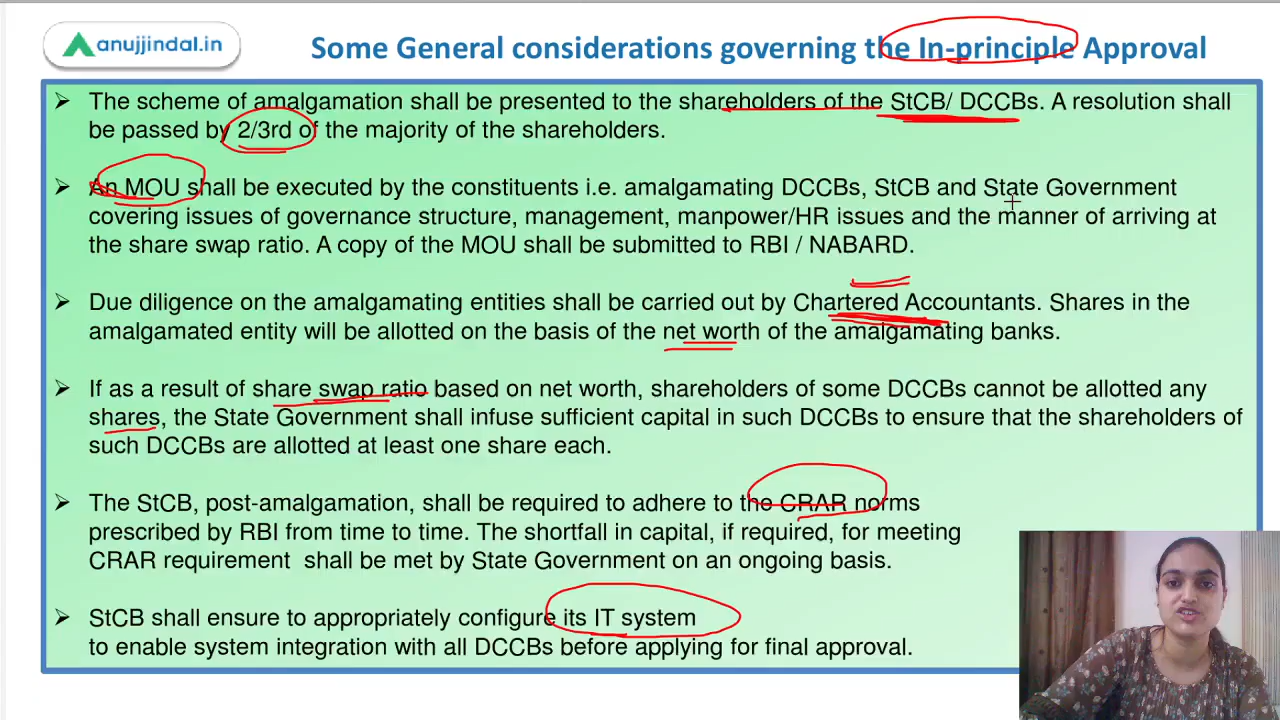 anujjindal.in
Some General considerations governing the In-principle Approval
➢ The scheme of amalgamation shall be presented to the shareholders of the StCB/ DCCBs. A resolution shall
be passed by 2/3rd of the majority of the shareholders.
➢ An MOU shall be executed by the constituents i.e. amalgamating DCCBs, StCB and State Government
covering issues of governance structure, management, manpower/HR issues and the manner of arriving at
the share swap ratio. A copy of the MOU shall be submitted to RBI / NABARD.
➢ Due diligence on the amalgamating entities shall be carried out by Chartered Accountants. Shares in the
amalgamated entity will be allotted on the basis of the net worth of the amalgamating banks.
➢ If as a result of share swap ratio based on net worth, shareholders of some DCCBs cannot be allotted any
shares, the State Government shall infuse sufficient capital in such DCCBs to ensure that the shareholders of
such DCCBs are allotted at least one share each.
➢ The StCB, post-amalgamation, shall be required to adhere to the CRAR norms
prescribed by RBI from time to time. The shortfall in capital, if required, for meeting
CRAR requirement shall be met by State Government on an ongoing basis.
➢ StCB shall ensure to appropriately configure its IT system
to enable system integration with all DCCBs before applying for final approval.